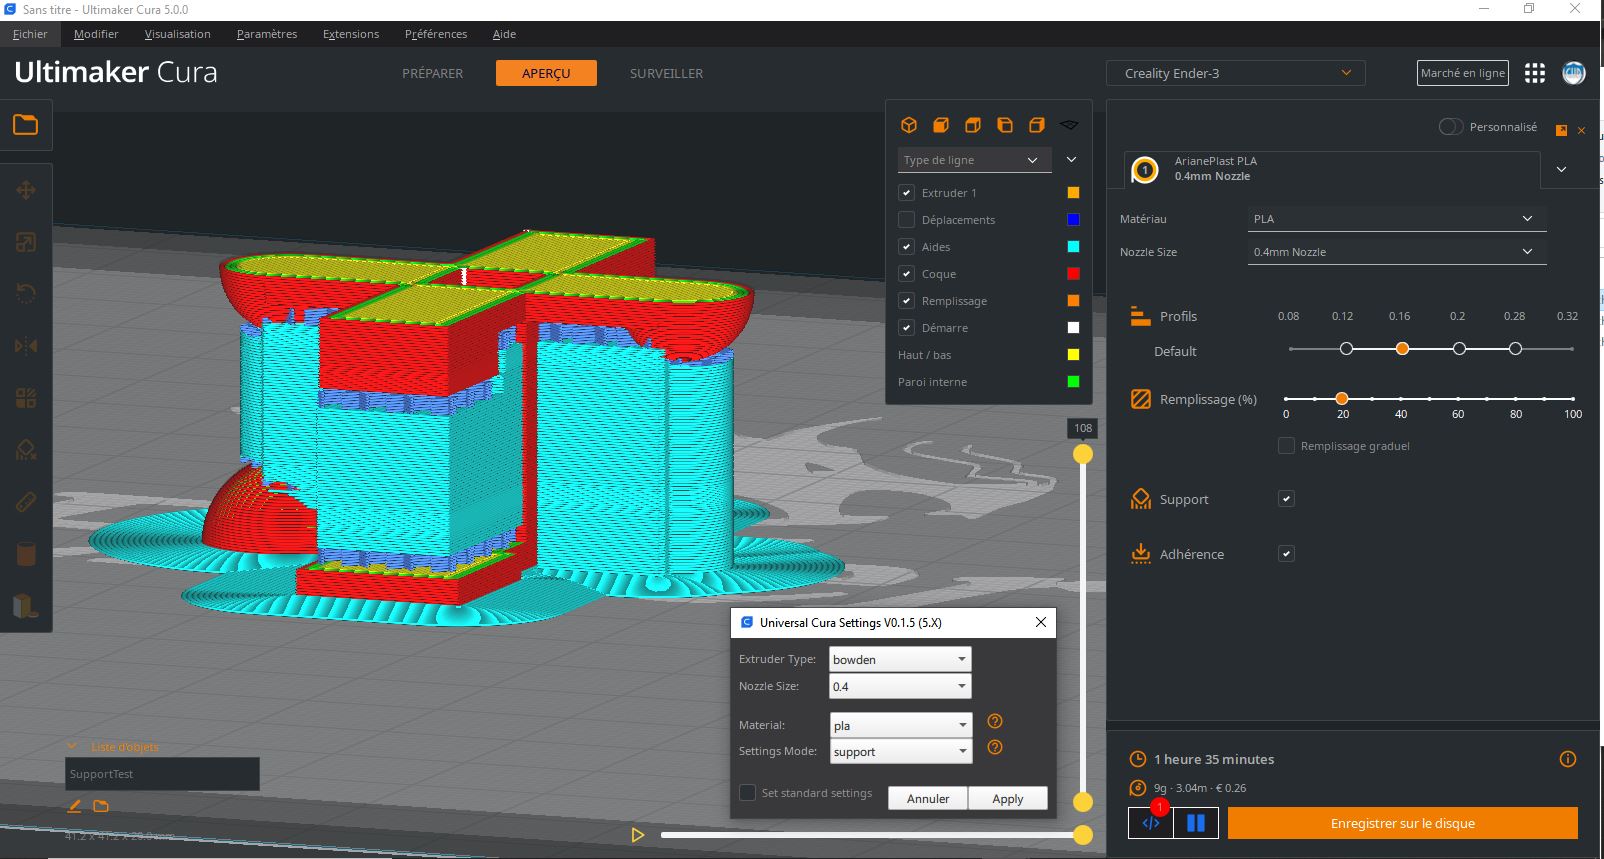 Sans titre - Ultimaker Cura 5.0.0
Fichier Modifier Visualisation Paramètres Extensions Préférences Aide
Ultimaker Cura
PRÉPARER APERÇU SURVEILLER
Creality Ender-3
Marché en ligne
Type de ligne
Extruder 1
Déplacements
Aides
Coque
Remplissage
Démarre
Haut / bas
Paroi interne
108
Personnalisé
1
ArianePlast PLA
0.4mm Nozzle
Matériau PLA
Nozzle Size 0.4mm Nozzle
Profils 0.08 0.12 0.16 0.2 0.28 0.32
Default
Remplissage (%)
0 20 40 60 80 100
Remplissage graduel
Support
Adhérence
Universal Cura Settings V0.1.5 (5.X)
Extruder Type: bowden
Nozzle Size: 0.4
Material: pla
Settings Mode: support
Set standard settings Annuler Apply
Liste d'objets
SupportTest
41.2 x 41.2 x 20.0 mm
1 heure 35 minutes
9g · 3.04m · € 0.26
1
Enregistrer sur le disque